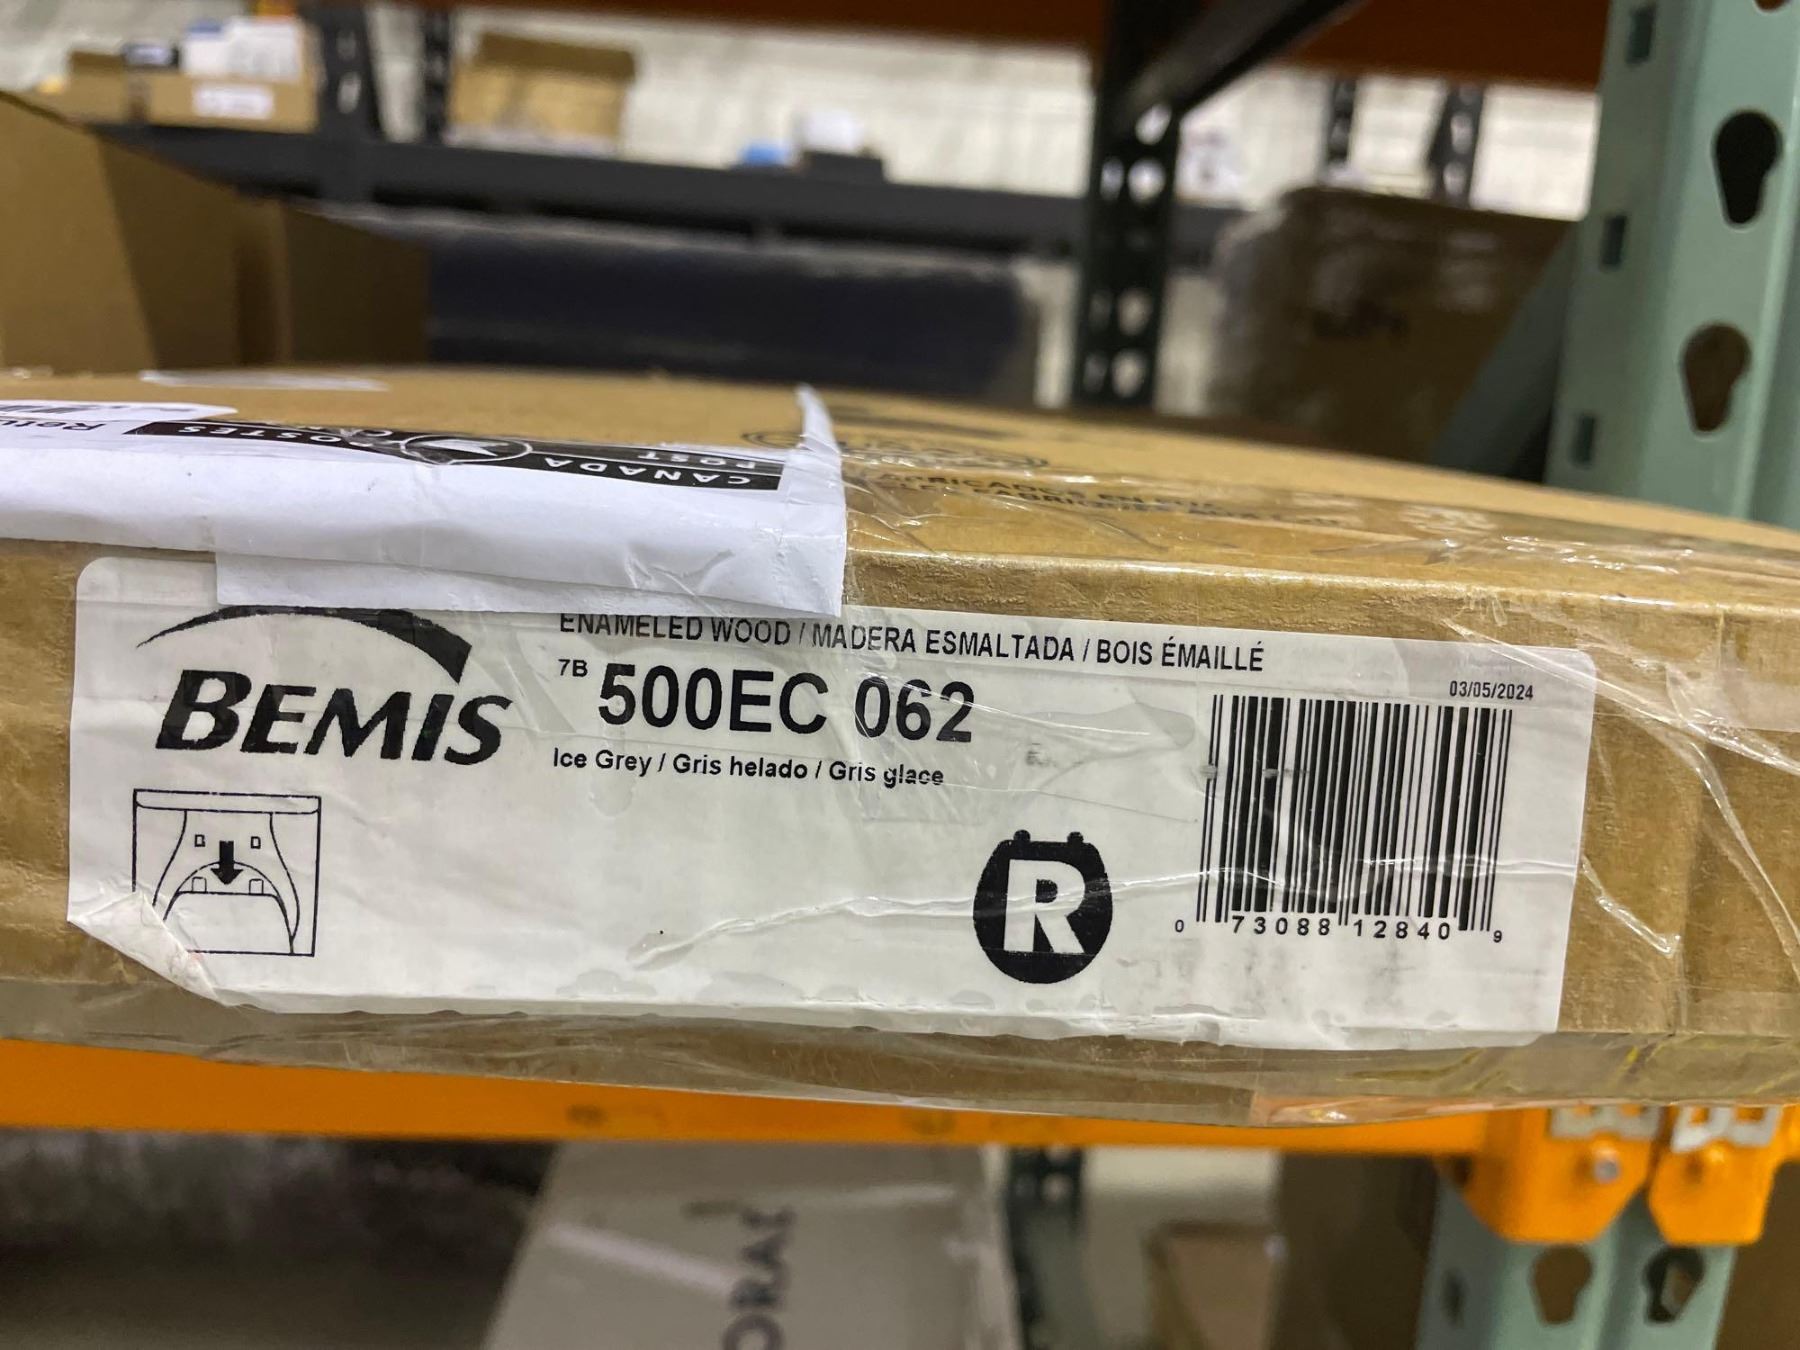 CANADA POSTES
POST CANADA
ENAMELED WOOD / MADERA ESMALTADA / BOIS ÉMAILLÉ
BEMIS
7B 500EC 062
03/05/2024
Ice Grey / Gris helado / Gris glace
R
0 73088 12840 9